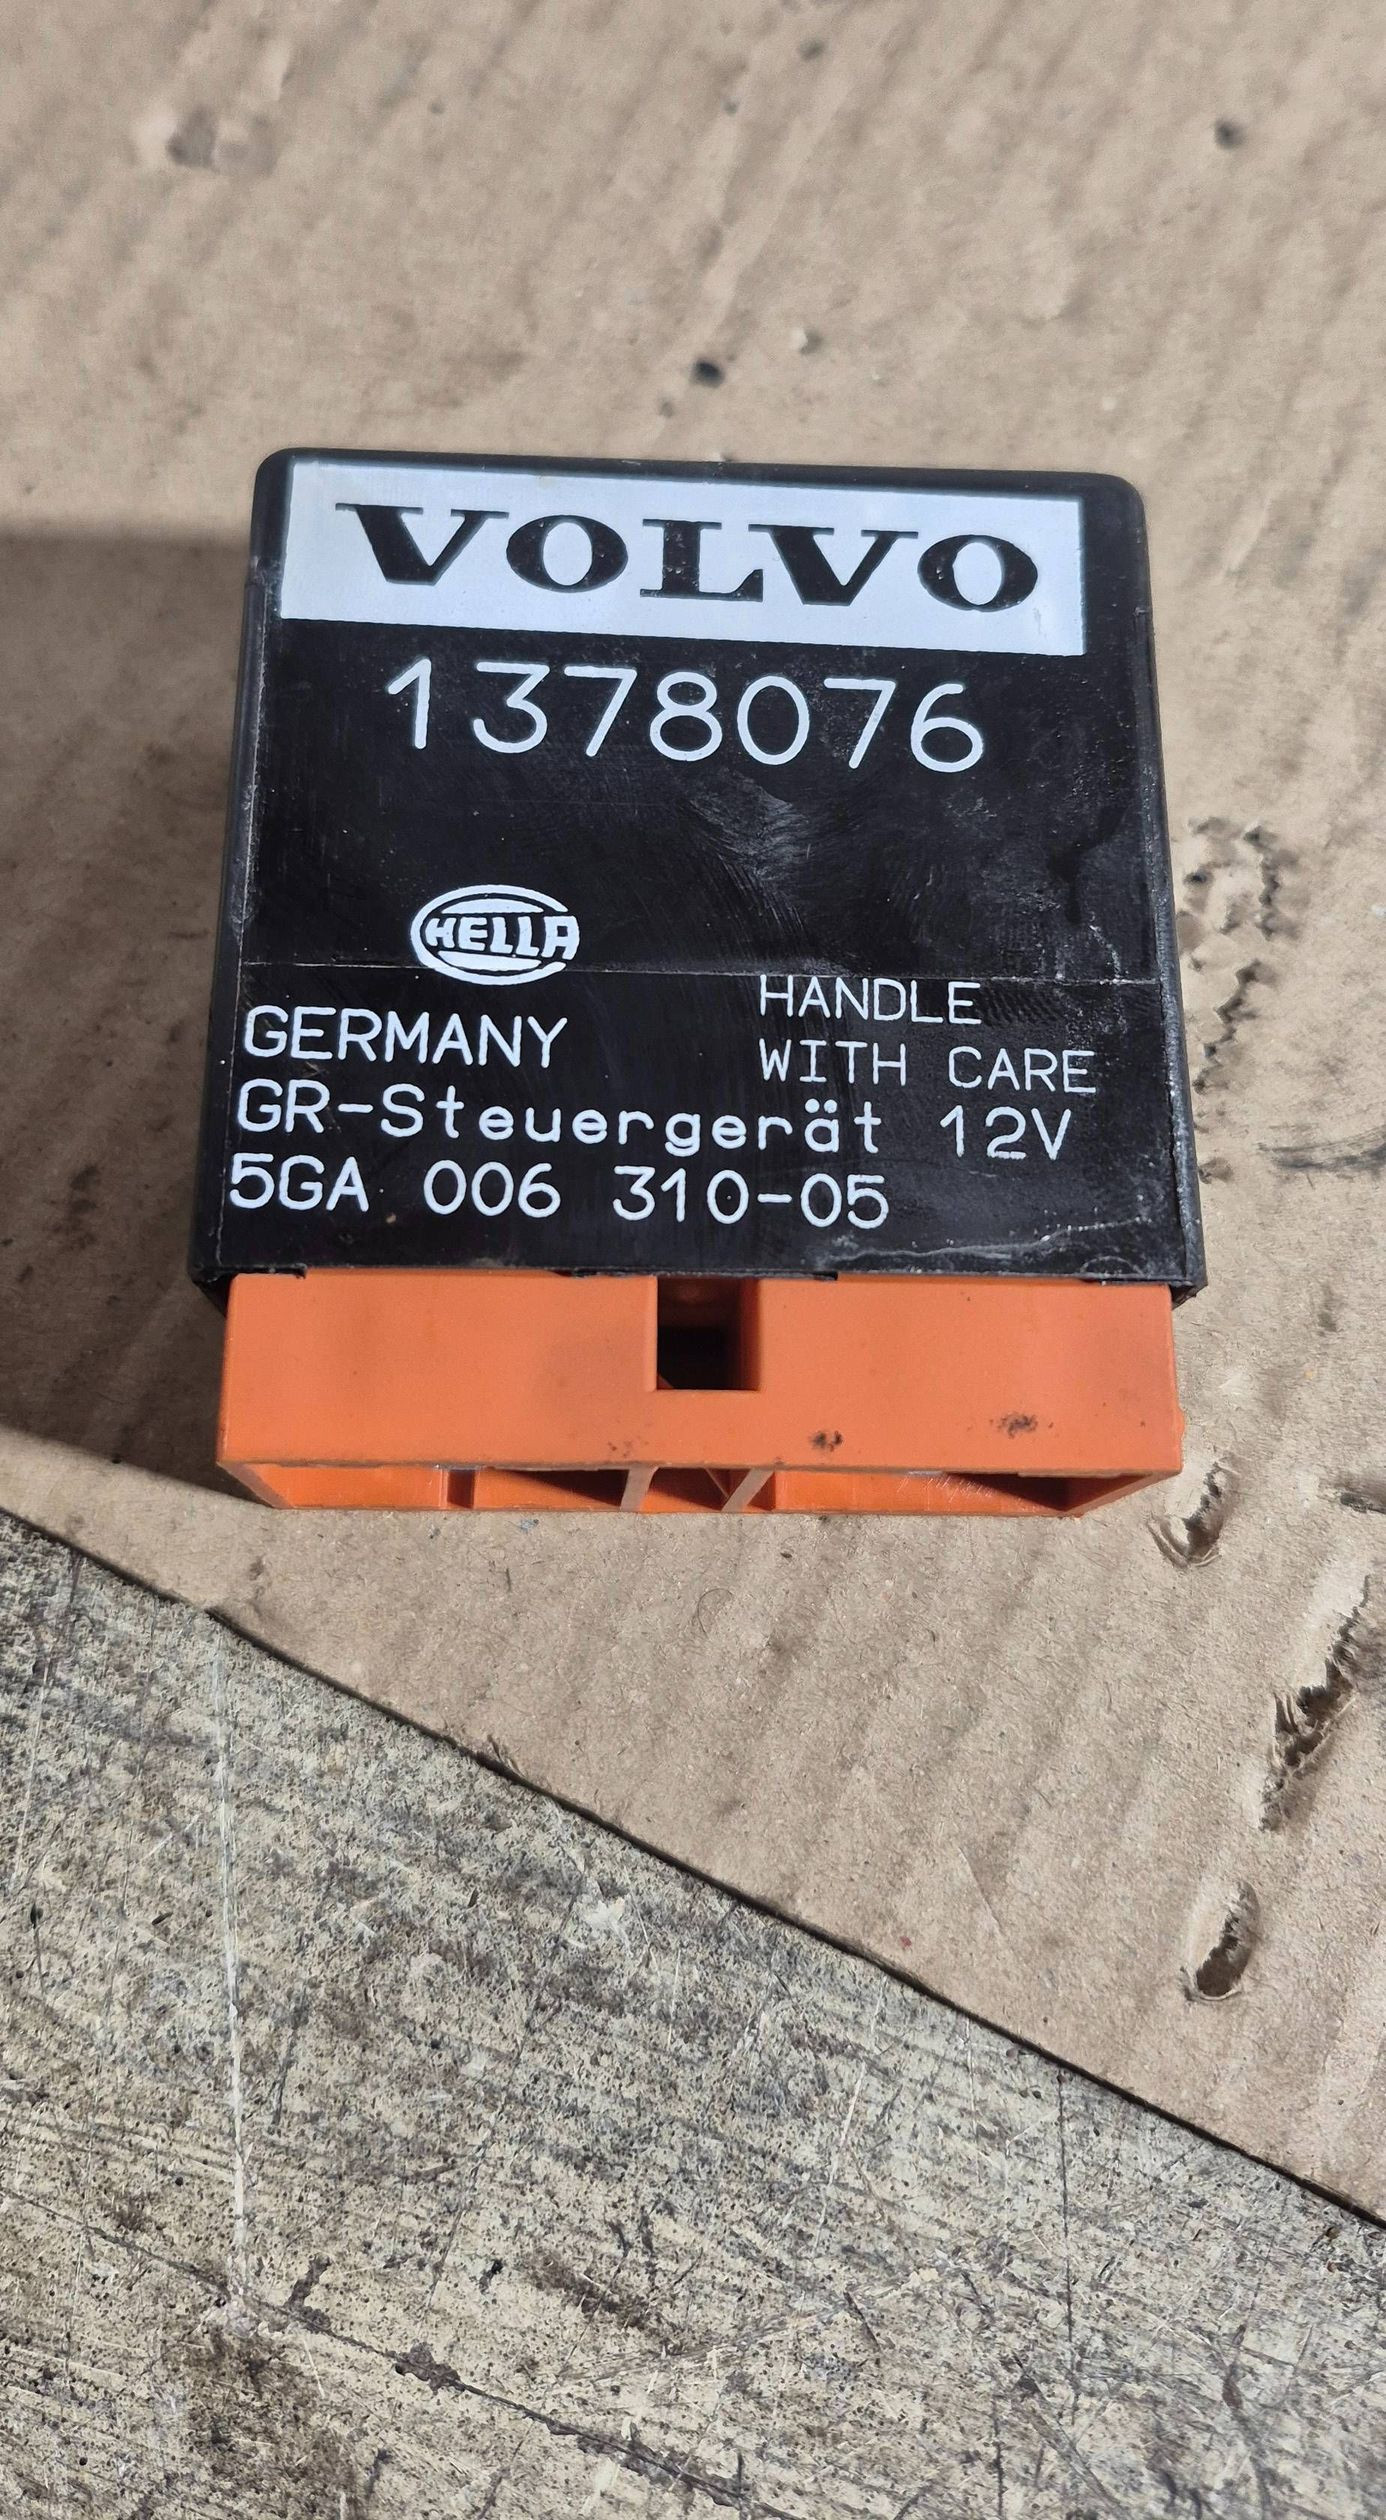 VOLVO
1378076
HELLA
HANDLE
GERMANY WITH CARE
GR-Steuergerät 12V
5GA 006 310-05